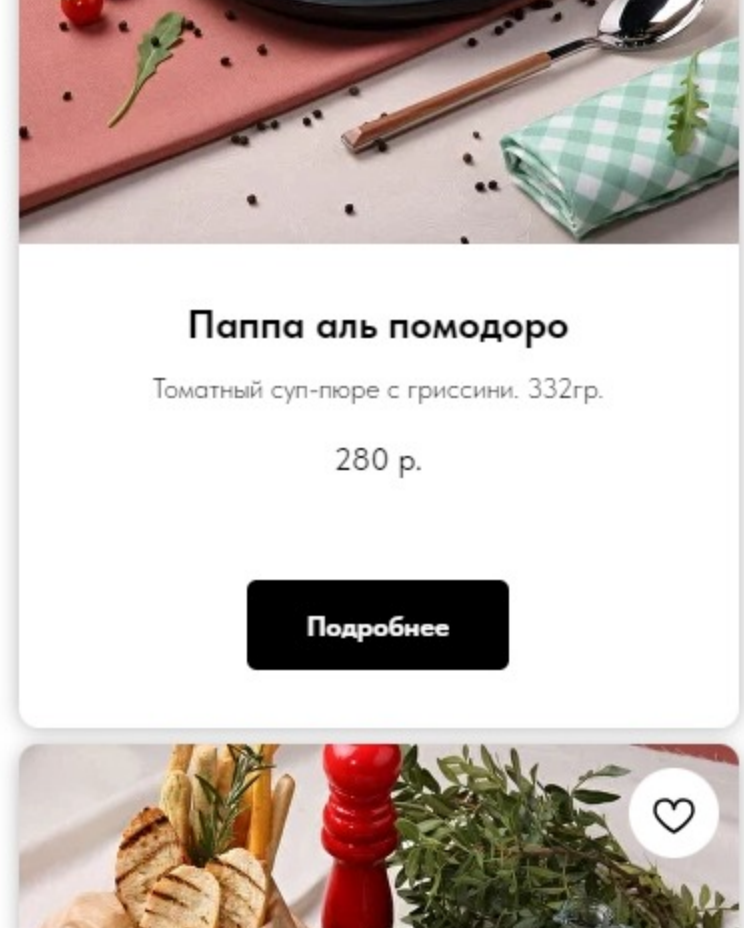 Паппа аль помодоро
Томатный суп-пюре с гриссини. 332гр.
280 р.
Подробнее